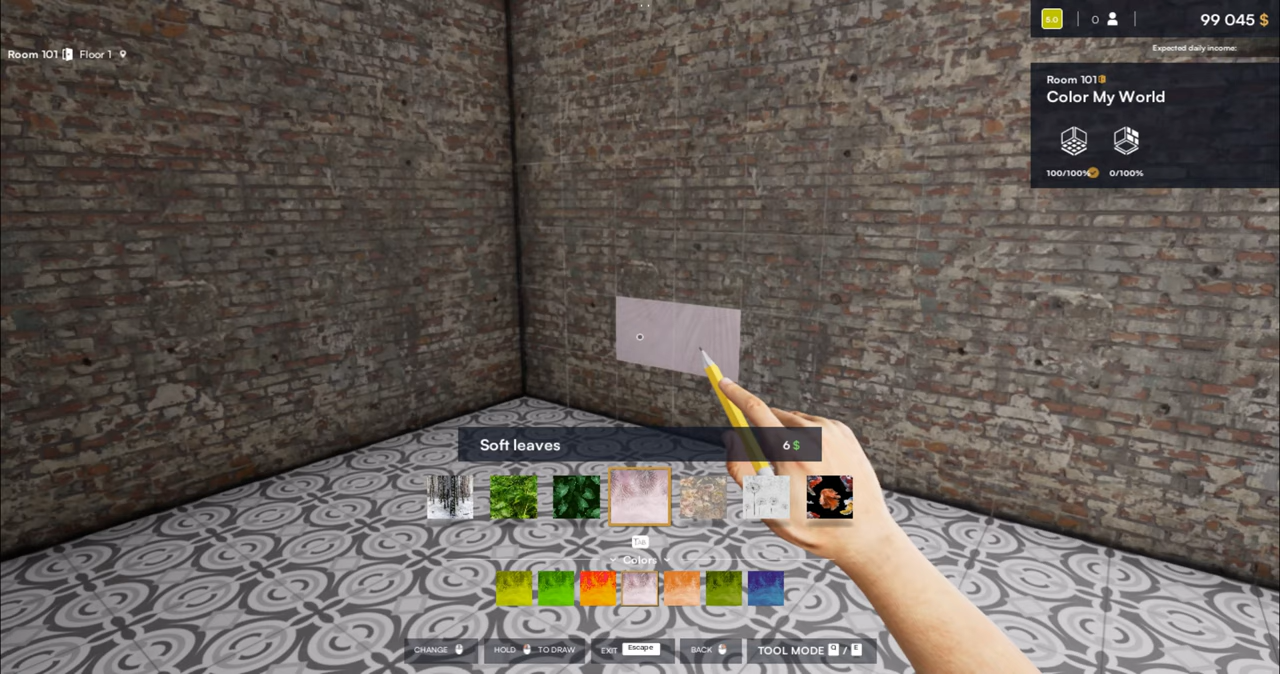 5.0 0 99 045 $
Expected daily income:
Room 101 Floor 1
Room 101
Color My World
100/100% 0/100%
Soft leaves 6 $
TAB
Colors
CHANGE HOLD TO DRAW EXIT Escape BACK TOOL MODE Q / E